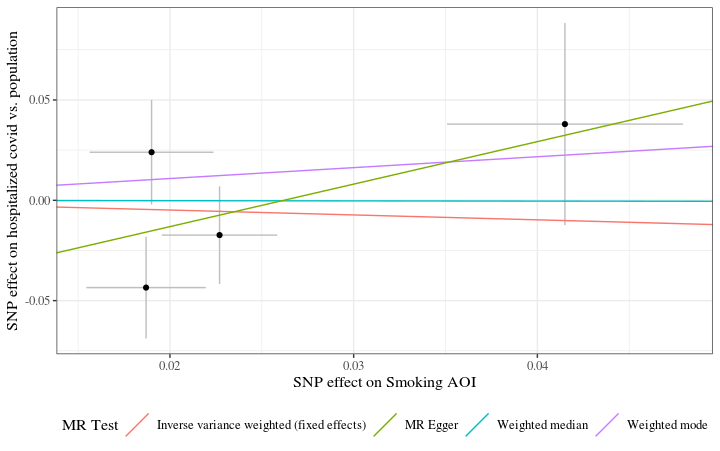 SNP effect on hospitalized covid vs. population
0.05
0.00
-0.05
0.02
0.03
0.04
SNP effect on Smoking AOI
MR Test
Inverse variance weighted (fixed effects)
MR Egger
Weighted median
Weighted mode